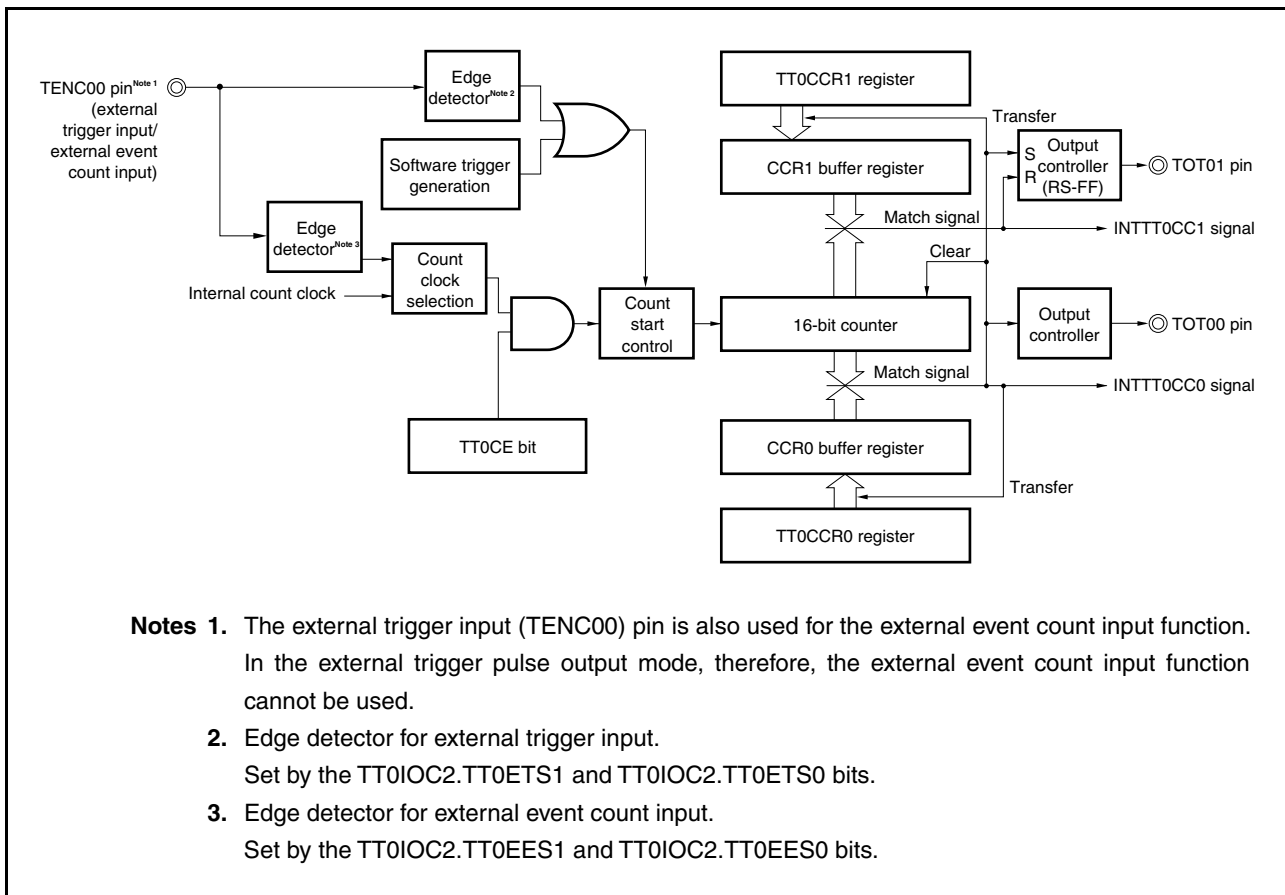 TENC00 pin Note 1
(external
trigger input/
external event
count input)
Edge
detector Note 2
Software trigger
generation
Edge
detector Note 3
Internal count clock
Count
clock
selection
TT0CE bit
Count
start
control
TT0CCR1 register
Transfer
CCR1 buffer register
S
R
Output
controller
(RS-FF)
TOT01 pin
Match signal
INTTT0CC1 signal
Clear
16-bit counter
Output
controller
TOT00 pin
Match signal
INTTT0CC0 signal
CCR0 buffer register
Transfer
TT0CCR0 register
Notes 1. The external trigger input (TENC00) pin is also used for the external event count input function.
In the external trigger pulse output mode, therefore, the external event count input function
cannot be used.
2. Edge detector for external trigger input.
Set by the TT0IOC2.TT0ETS1 and TT0IOC2.TT0ETS0 bits.
3. Edge detector for external event count input.
Set by the TT0IOC2.TT0EES1 and TT0IOC2.TT0EES0 bits.